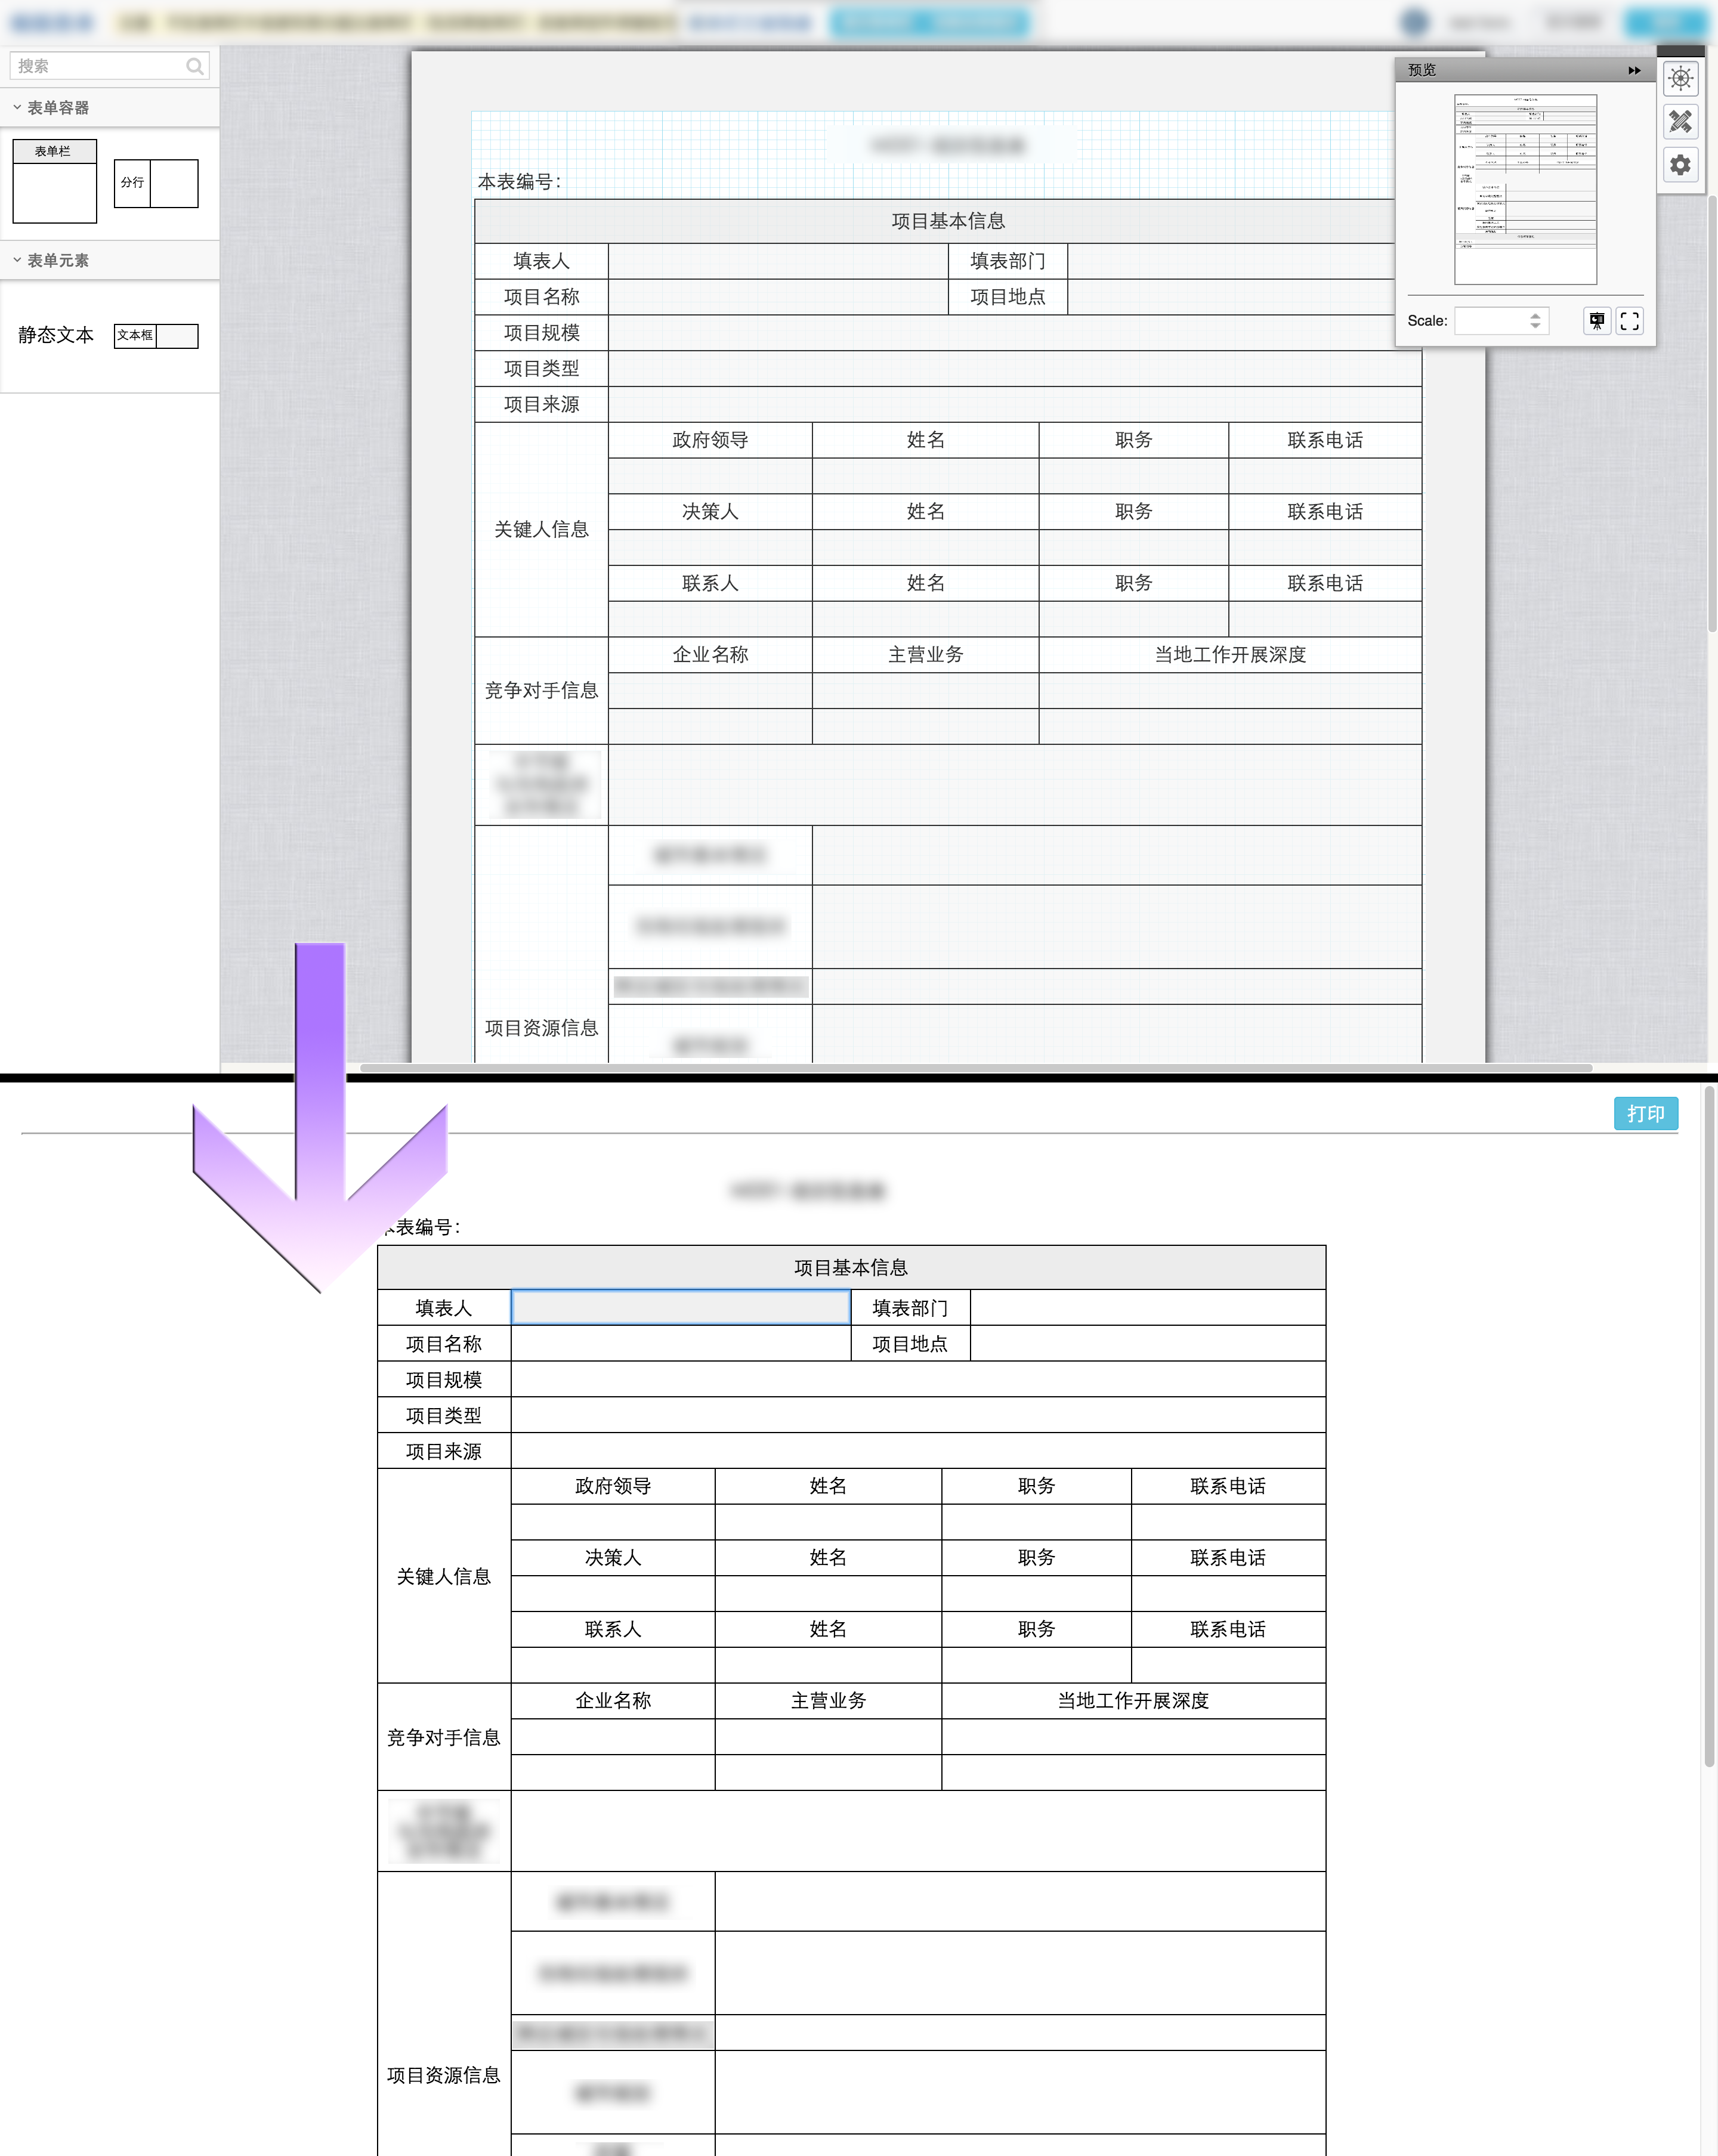 搜索
表单容器
表单栏
分行
表单元素
静态文本
文本框
预览
Scale:
本表编号：
项目基本信息
填表人 填表部门
项目名称 项目地点
项目规模
项目类型
项目来源
关键人信息
政府领导 姓名 职务 联系电话
决策人 姓名 职务 联系电话
联系人 姓名 职务 联系电话
竞争对手信息
企业名称 主营业务 当地工作开展深度
项目资源信息
打印
本表编号：
项目基本信息
填表人 填表部门
项目名称 项目地点
项目规模
项目类型
项目来源
关键人信息
政府领导 姓名 职务 联系电话
决策人 姓名 职务 联系电话
联系人 姓名 职务 联系电话
竞争对手信息
企业名称 主营业务 当地工作开展深度
项目资源信息